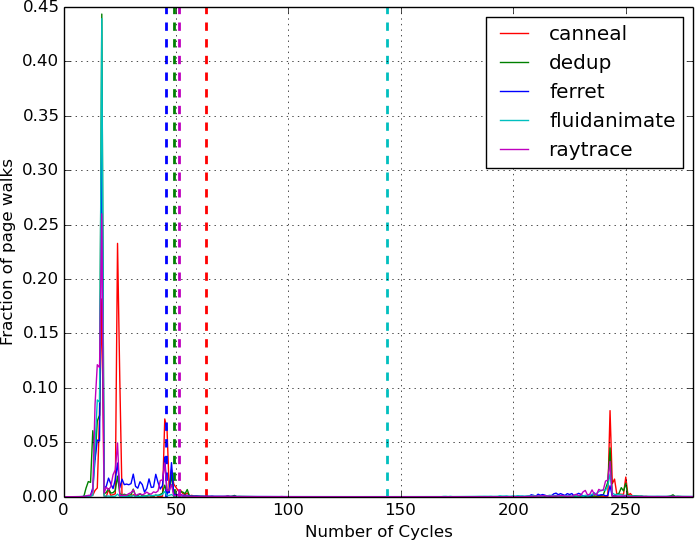 0.45
0.40
0.35
0.30
0.25
0.20
0.15
0.10
0.05
0.00
Fraction of page walks
canneal
dedup
ferret
fluidanimate
raytrace
0 50 100 150 200 250
Number of Cycles